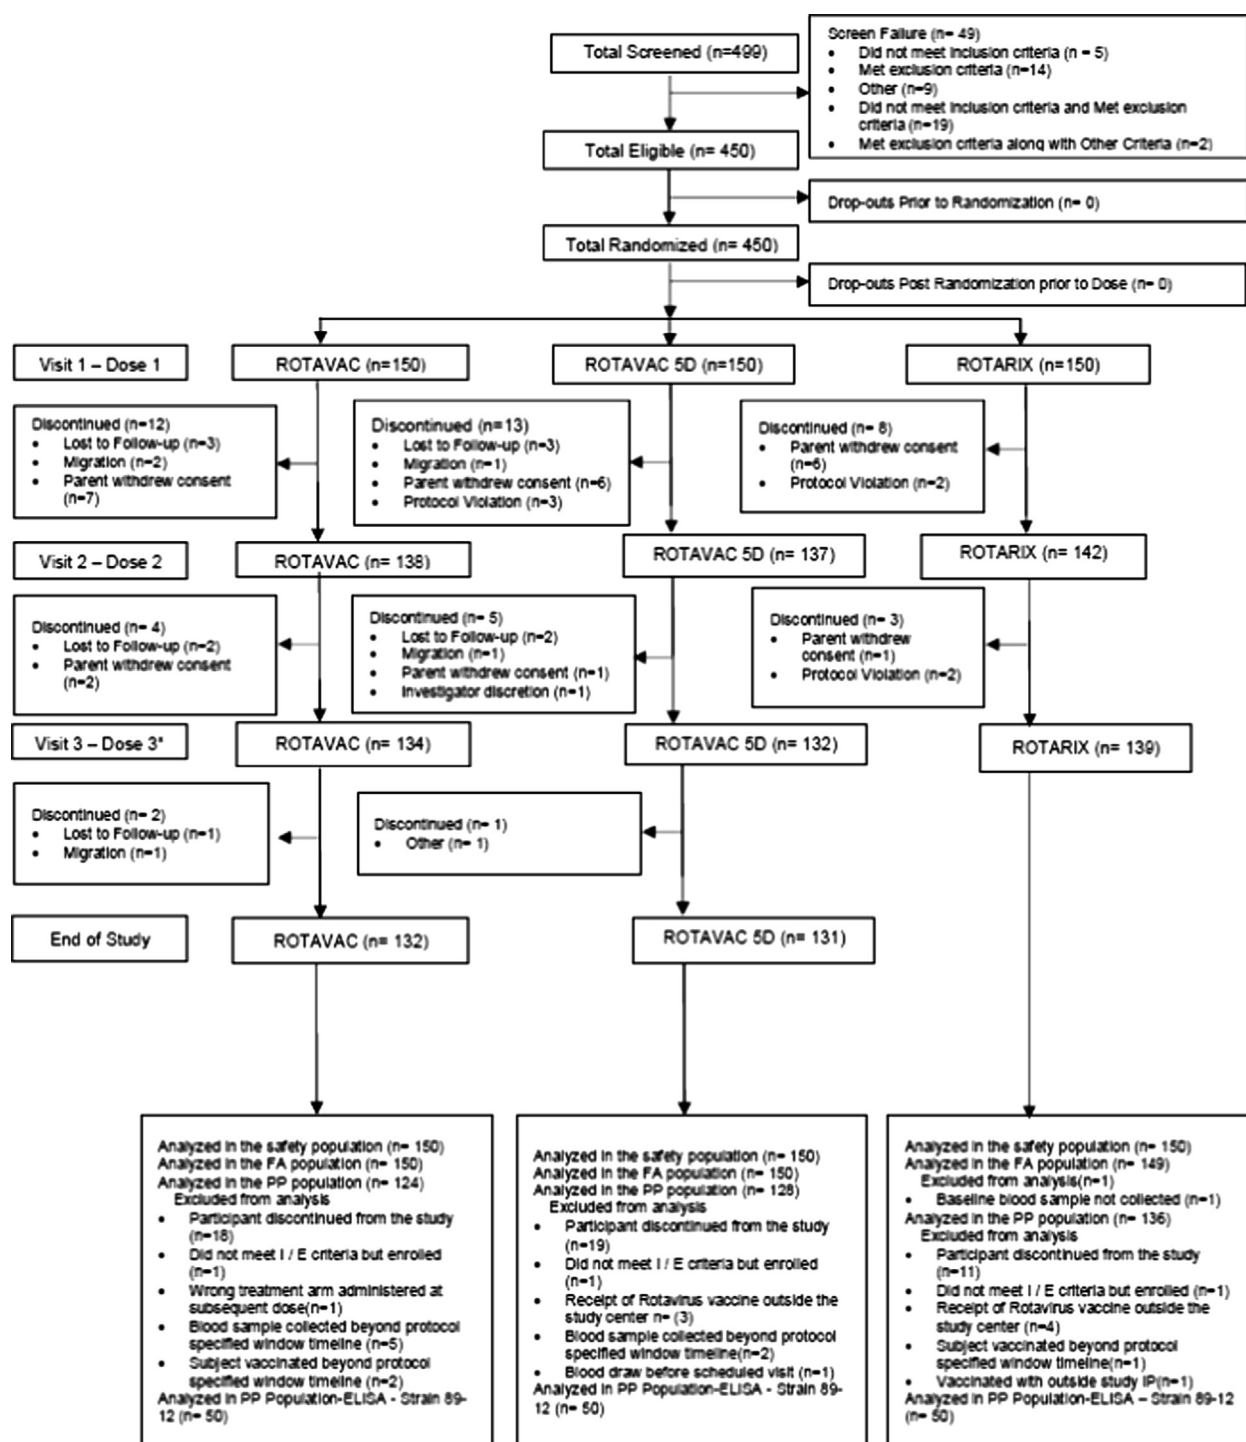 Total Screened (n=499)
Screen Failure (n= 49)
• Did not meet Inclusion criteria (n = 5)
• Met exclusion criteria (n=14)
• Other (n=9)
• Did not meet Inclusion criteria and Met exclusion
criteria (n=19)
• Met exclusion criteria along with Other Criteria (n=2)
Total Eligible (n= 450)
Drop-outs Prior to Randomization (n= 0)
Total Randomized (n= 450)
Drop-outs Post Randomization prior to Dose (n= 0)
Visit 1 – Dose 1
ROTAVAC (n=150)
ROTAVAC 5D (n=150)
ROTARIX (n=150)
Discontinued (n=12)
• Lost to Follow-up (n=3)
• Migration (n=2)
• Parent withdrew consent
(n=7)
Discontinued (n=13)
• Lost to Follow-up (n=3)
• Migration (n=1)
• Parent withdrew consent (n=6)
• Protocol Violation (n=3)
Discontinued (n= 8)
• Parent withdrew consent
(n=6)
• Protocol Violation (n=2)
Visit 2 – Dose 2
ROTAVAC (n= 138)
ROTAVAC 5D (n= 137)
ROTARIX (n= 142)
Discontinued (n= 4)
• Lost to Follow-up (n=2)
• Parent withdrew consent
(n=2)
Discontinued (n= 5)
• Lost to Follow-up (n=2)
• Migration (n=1)
• Parent withdrew consent (n=1)
• Investigator discretion (n=1)
Discontinued (n= 3)
• Parent withdrew
consent (n=1)
• Protocol Violation (n=2)
Visit 3 – Dose 3*
ROTAVAC (n= 134)
ROTAVAC 5D (n= 132)
ROTARIX (n= 139)
Discontinued (n= 2)
• Lost to Follow-up (n=1)
• Migration (n=1)
Discontinued (n= 1)
• Other (n= 1)
End of Study
ROTAVAC (n= 132)
ROTAVAC 5D (n= 131)
Analyzed in the safety population (n= 150)
Analyzed in the FA population (n= 150)
Analyzed in the PP population (n= 124)
Excluded from analysis
• Participant discontinued from the study
(n=18)
• Did not meet I / E criteria but enrolled
(n=1)
• Wrong treatment arm administered at
subsequent dose(n=1)
• Blood sample collected beyond protocol
specified window timeline (n=5)
• Subject vaccinated beyond protocol
specified window timeline (n=2)
Analyzed in PP Population-ELISA - Strain 89-
12 (n= 50)
Analyzed in the safety population (n= 150)
Analyzed in the FA population (n= 150)
Analyzed in the PP population (n= 128)
Excluded from analysis
• Participant discontinued from the study
(n=19)
• Did not meet I / E criteria but enrolled
(n=1)
• Receipt of Rotavirus vaccine outside the
study center n= (3)
• Blood sample collected beyond protocol
specified window timeline(n=2)
• Blood draw before scheduled visit (n=1)
Analyzed in PP Population-ELISA - Strain 89-
12 (n= 50)
Analyzed in the safety population (n= 150)
Analyzed in the FA population (n= 149)
Excluded from analysis(n=1)
• Baseline blood sample not collected (n=1)
Analyzed in the PP population (n= 136)
Excluded from analysis
• Participant discontinued from the study
(n=11)
• Did not meet I / E criteria but enrolled (n=1)
• Receipt of Rotavirus vaccine outside the
study center (n=4)
• Subject vaccinated beyond protocol
specified window timeline(n=1)
• Vaccinated with outside study IP(n=1)
Analyzed in PP Population-ELISA – Strain 89-12
(n= 50)